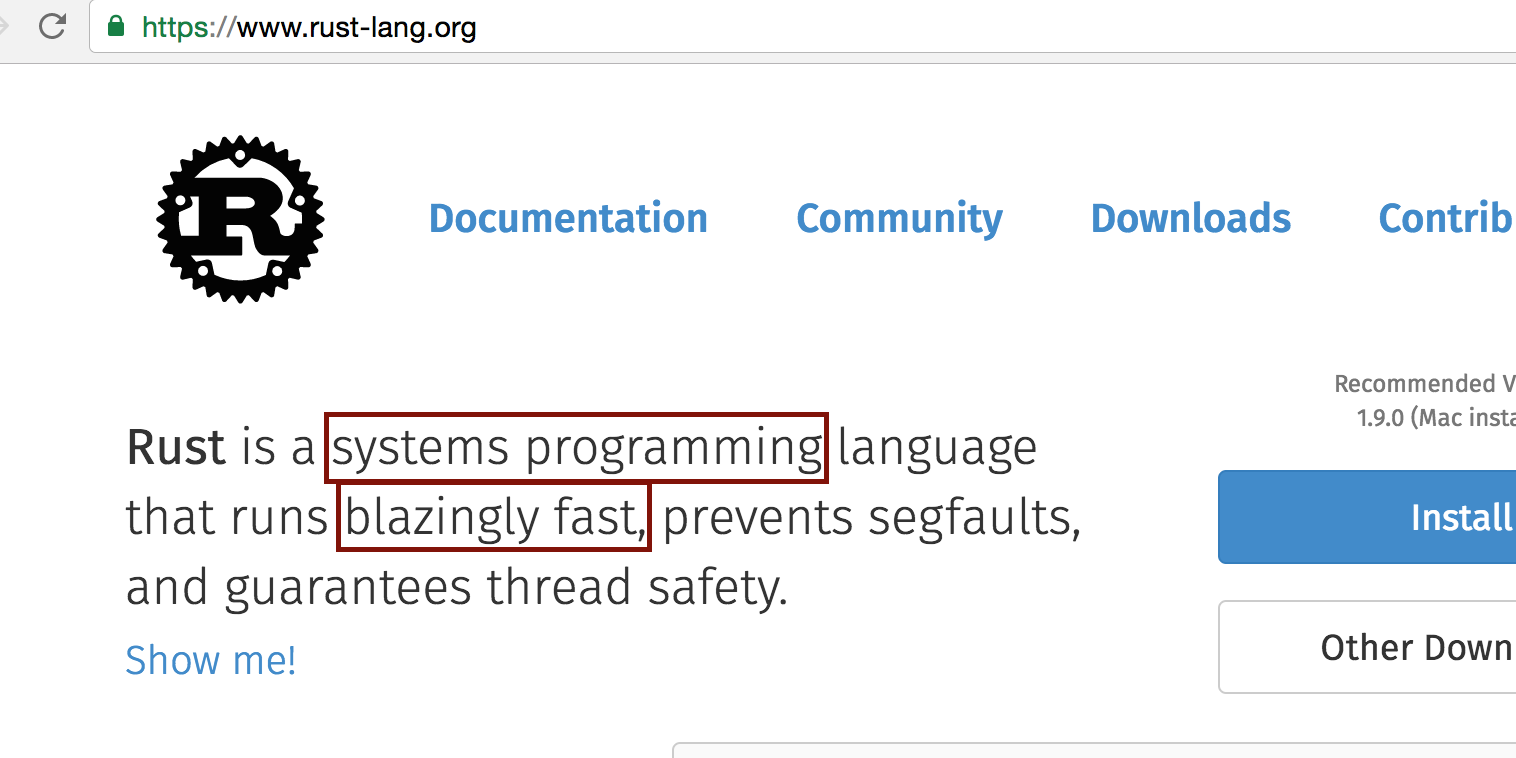 https://www.rust-lang.org
R
Documentation Community Downloads Contrib
Recommended V
1.9.0 (Mac insta
Rust is a systems programming language
that runs blazingly fast, prevents segfaults,
and guarantees thread safety.
Show me!
Install
Other Down